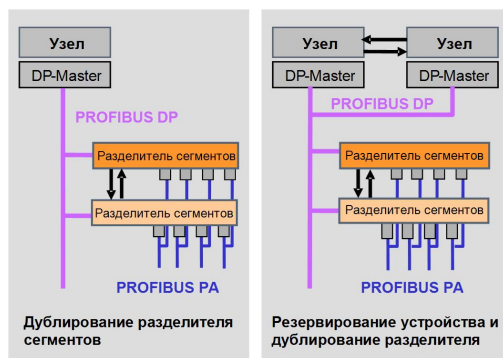 Узел
DP-Master
PROFIBUS DP
Разделитель сегментов
Разделитель сегментов
PROFIBUS PA
Дублирование разделителя
сегментов
Узел
Узел
DP-Master
DP-Master
PROFIBUS DP
Разделитель сегментов
Разделитель сегментов
PROFIBUS PA
Резервирование устройства и
дублирование разделителя